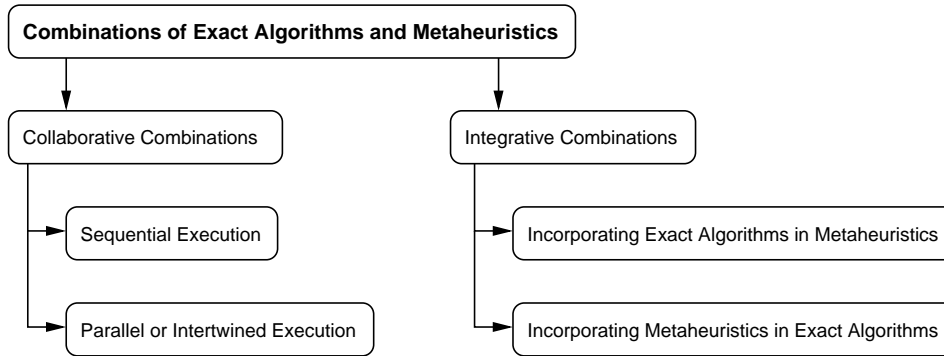 Combinations of Exact Algorithms and Metaheuristics
Collaborative Combinations
Integrative Combinations
Sequential Execution
Incorporating Exact Algorithms in Metaheuristics
Parallel or Intertwined Execution
Incorporating Metaheuristics in Exact Algorithms